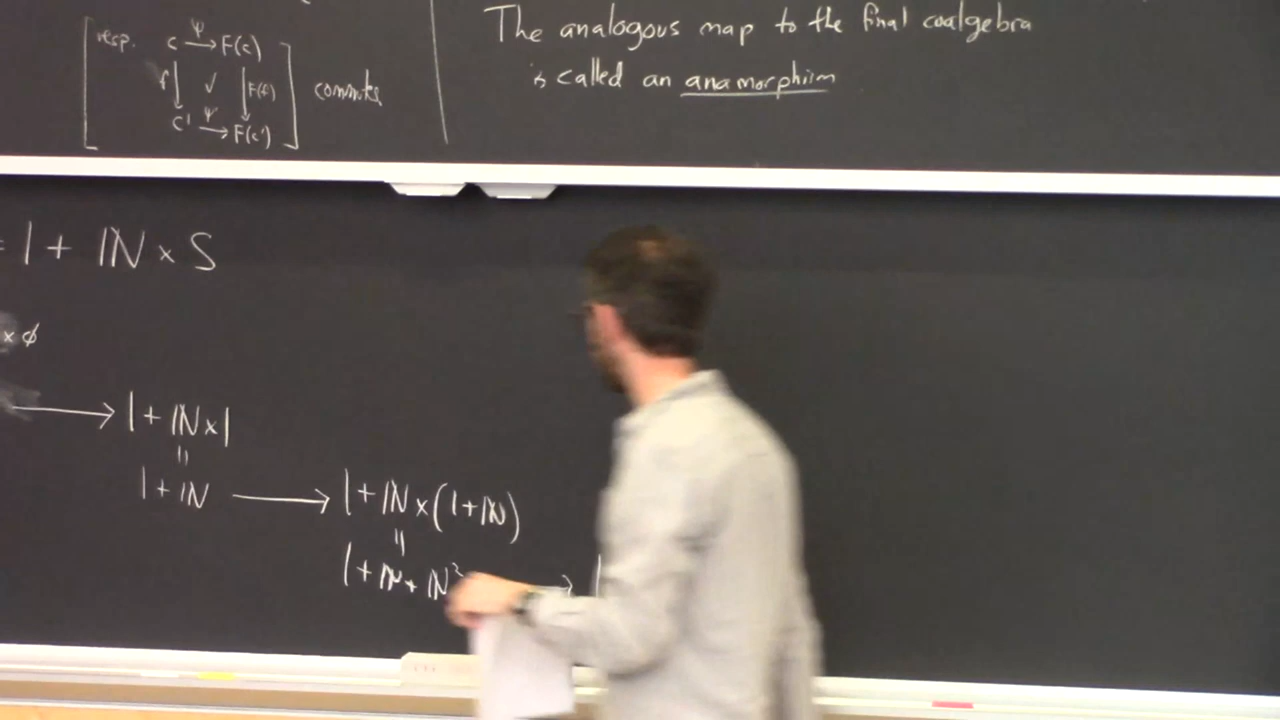 resp. c →ψ F(c)
f ↓ ✓ ↓ F(f) commutes
c' →ψ' F(c')
The analogous map to the final coalgebra
is called an anamorphism
= 1 + ℕ × S
× ∅
→ 1 + ℕ × 1
=
1 + ℕ → 1 + ℕ × (1 + ℕ)
=
1 + ℕ + ℕ² →